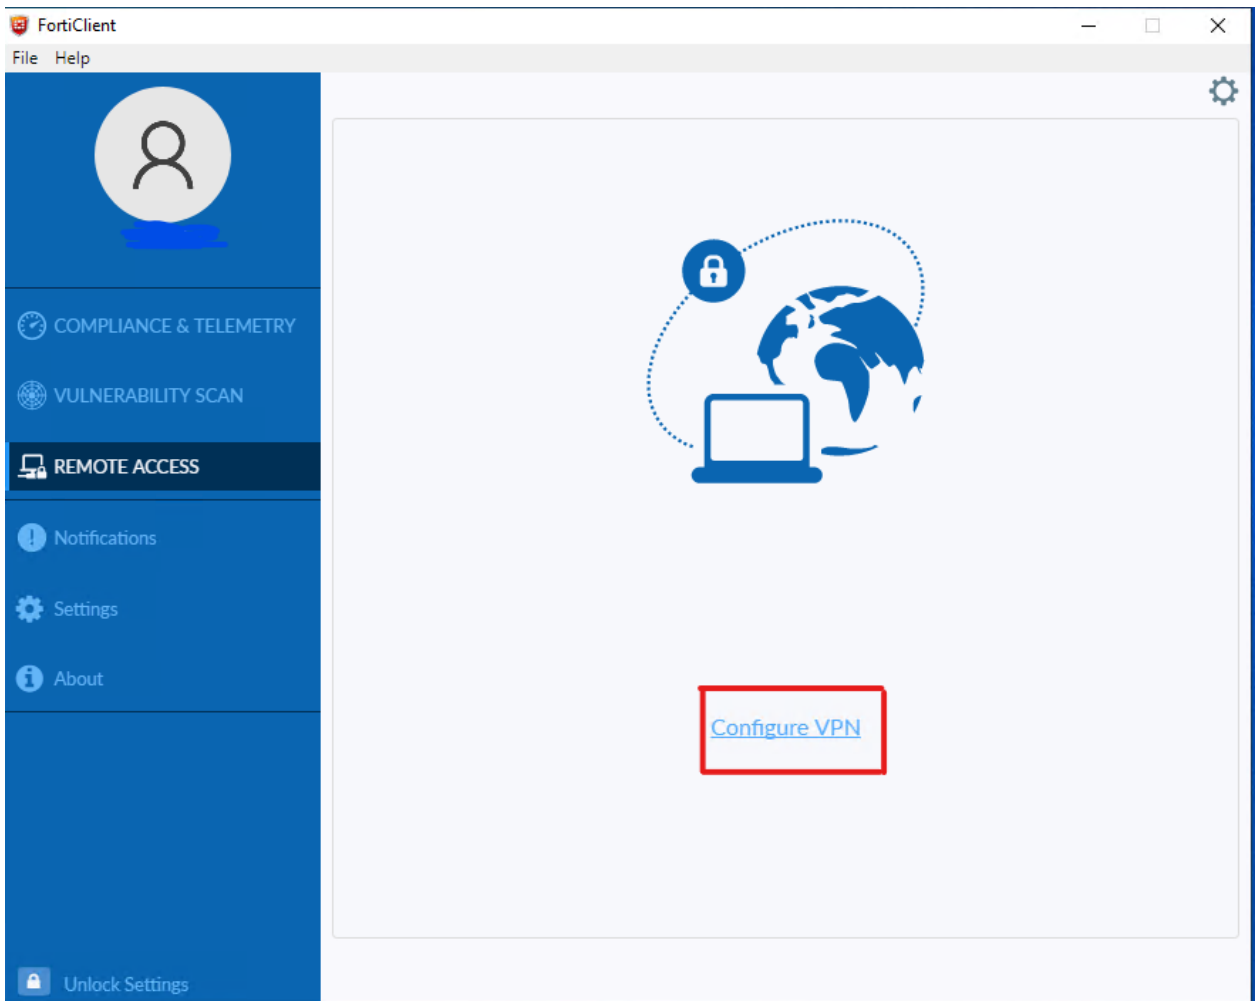 FortiClient
File Help
COMPLIANCE & TELEMETRY
VULNERABILITY SCAN
REMOTE ACCESS
Notifications
Settings
About
Configure VPN
Unlock Settings